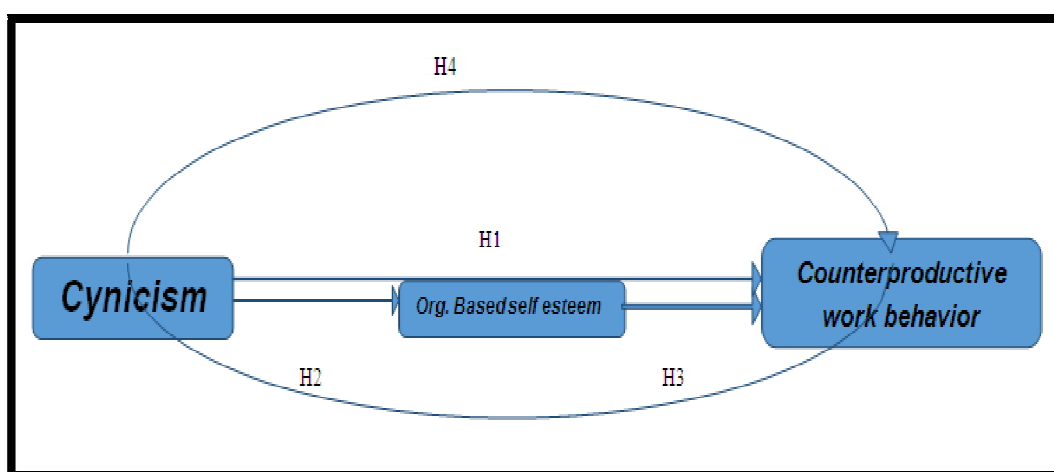 H4
H1
Cynicism
Org. Based self esteem
Counterproductive
work behavior
H2
H3